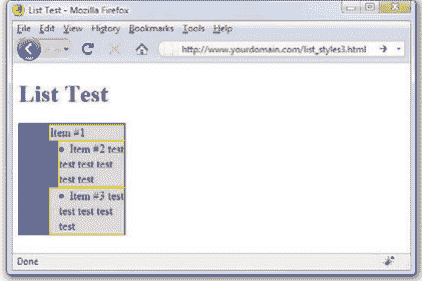 List Test - Mozilla Firefox
File Edit View History Bookmarks Tools Help
http://www.yourdomain.com/list_styles3.html
List Test
Item #1
• Item #2 test
test test test
test test
• Item #3 test
test test test
test
Done